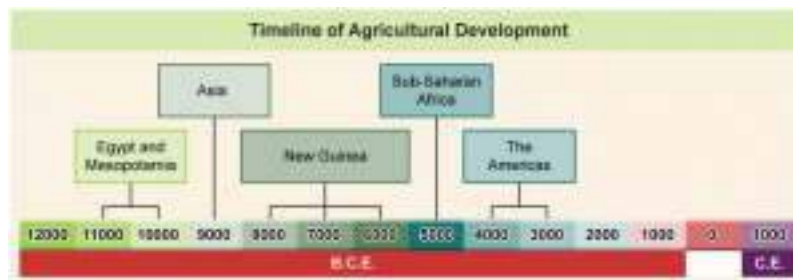 Timeline of Agricultural Development
Asia
Sub-Saharan
Africa
Egypt and
Mesopotamia
New Guinea
The
Americas
12000 11000 10000 9000 8000 7000 6000 5000 4000 3000 2000 1000 0 1000
B.C.E. C.E.